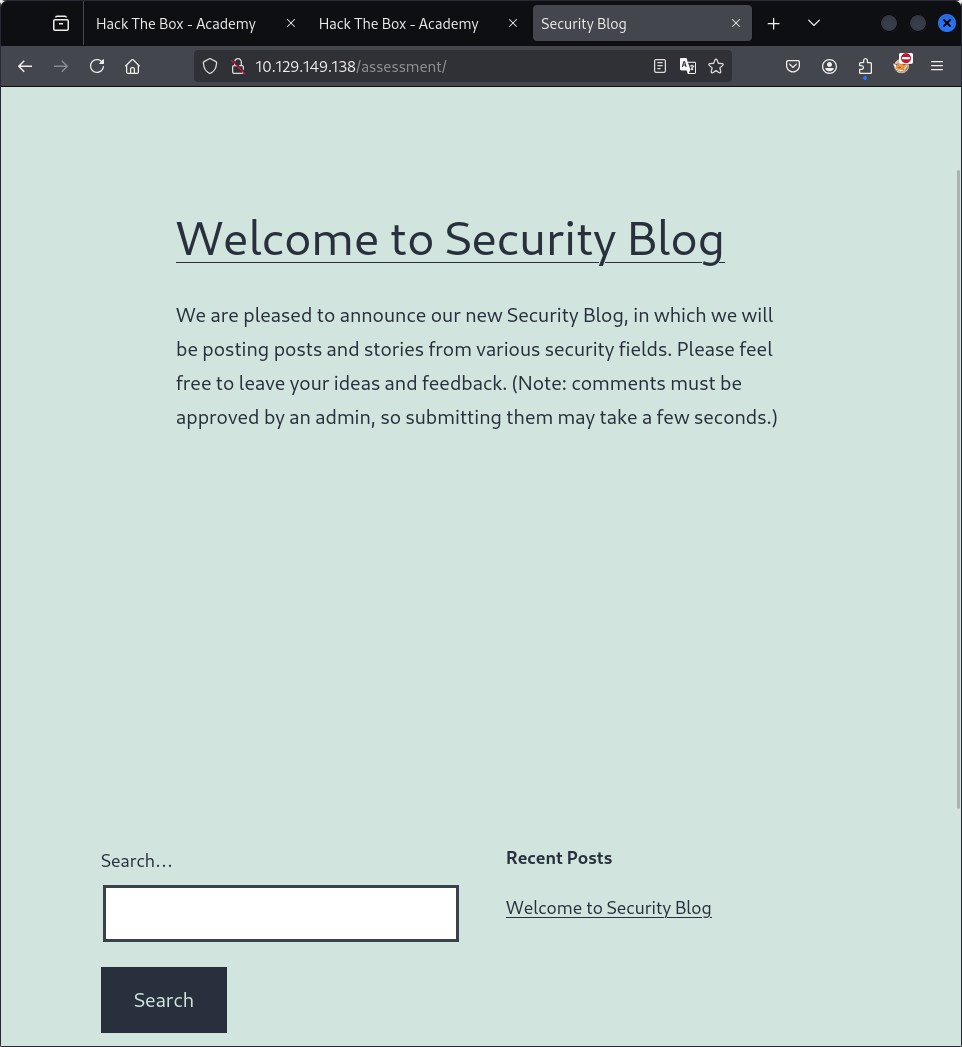 Hack The Box - Academy
Hack The Box - Academy
Security Blog
10.129.149.138/assessment/
Welcome to Security Blog
We are pleased to announce our new Security Blog, in which we will
be posting posts and stories from various security fields. Please feel
free to leave your ideas and feedback. (Note: comments must be
approved by an admin, so submitting them may take a few seconds.)
Search...
Search
Recent Posts
Welcome to Security Blog